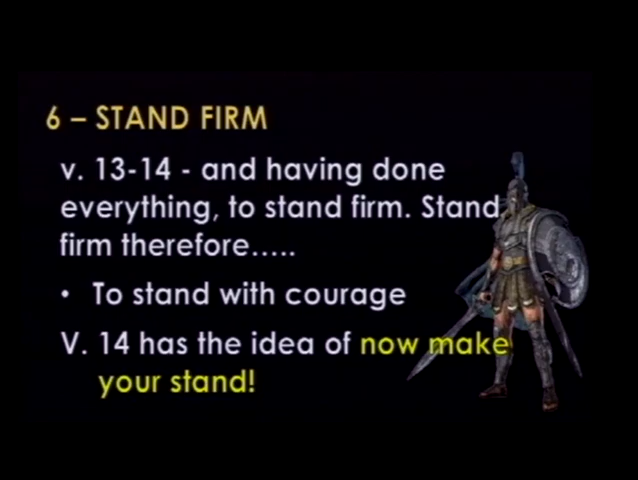 6 – STAND FIRM
v. 13-14 - and having done
everything, to stand firm. Stand
firm therefore…..
• To stand with courage
V. 14 has the idea of now make
your stand!